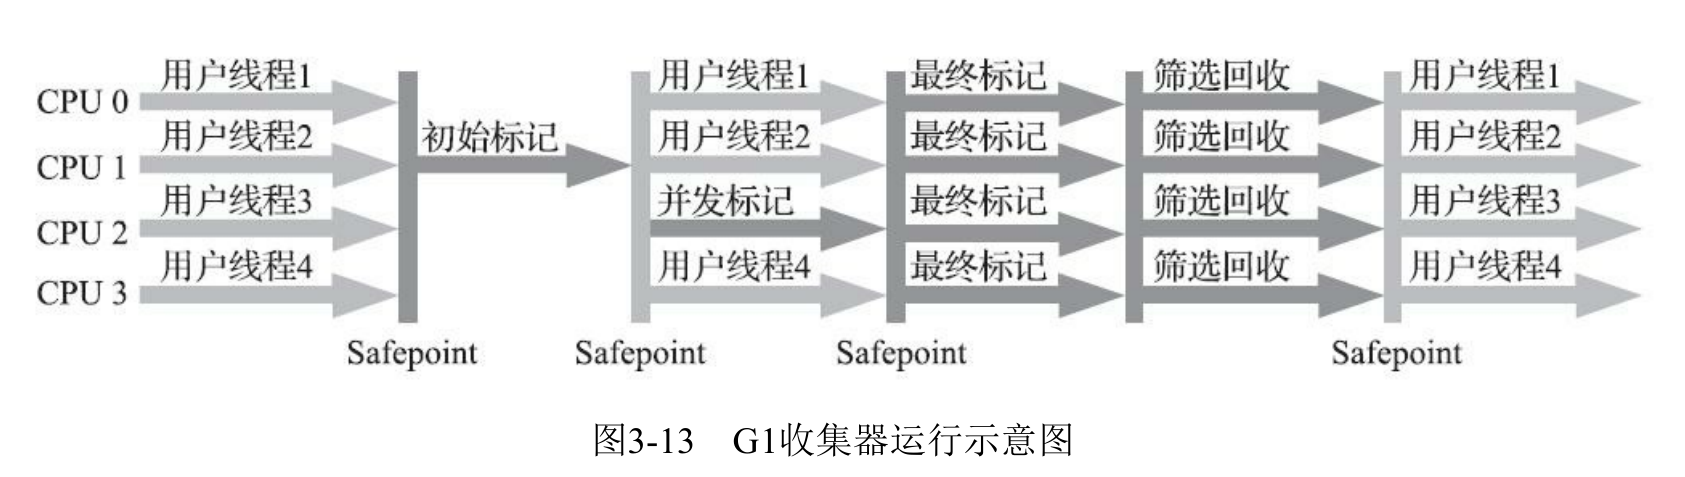 用户线程1 用户线程1 最终标记 筛选回收 用户线程1
CPU 0
用户线程2 初始标记 用户线程2 最终标记 筛选回收 用户线程2
CPU 1
用户线程3 并发标记 最终标记 筛选回收 用户线程3
CPU 2
用户线程4 用户线程4 最终标记 筛选回收 用户线程4
CPU 3
Safepoint Safepoint Safepoint Safepoint
图3-13 G1收集器运行示意图